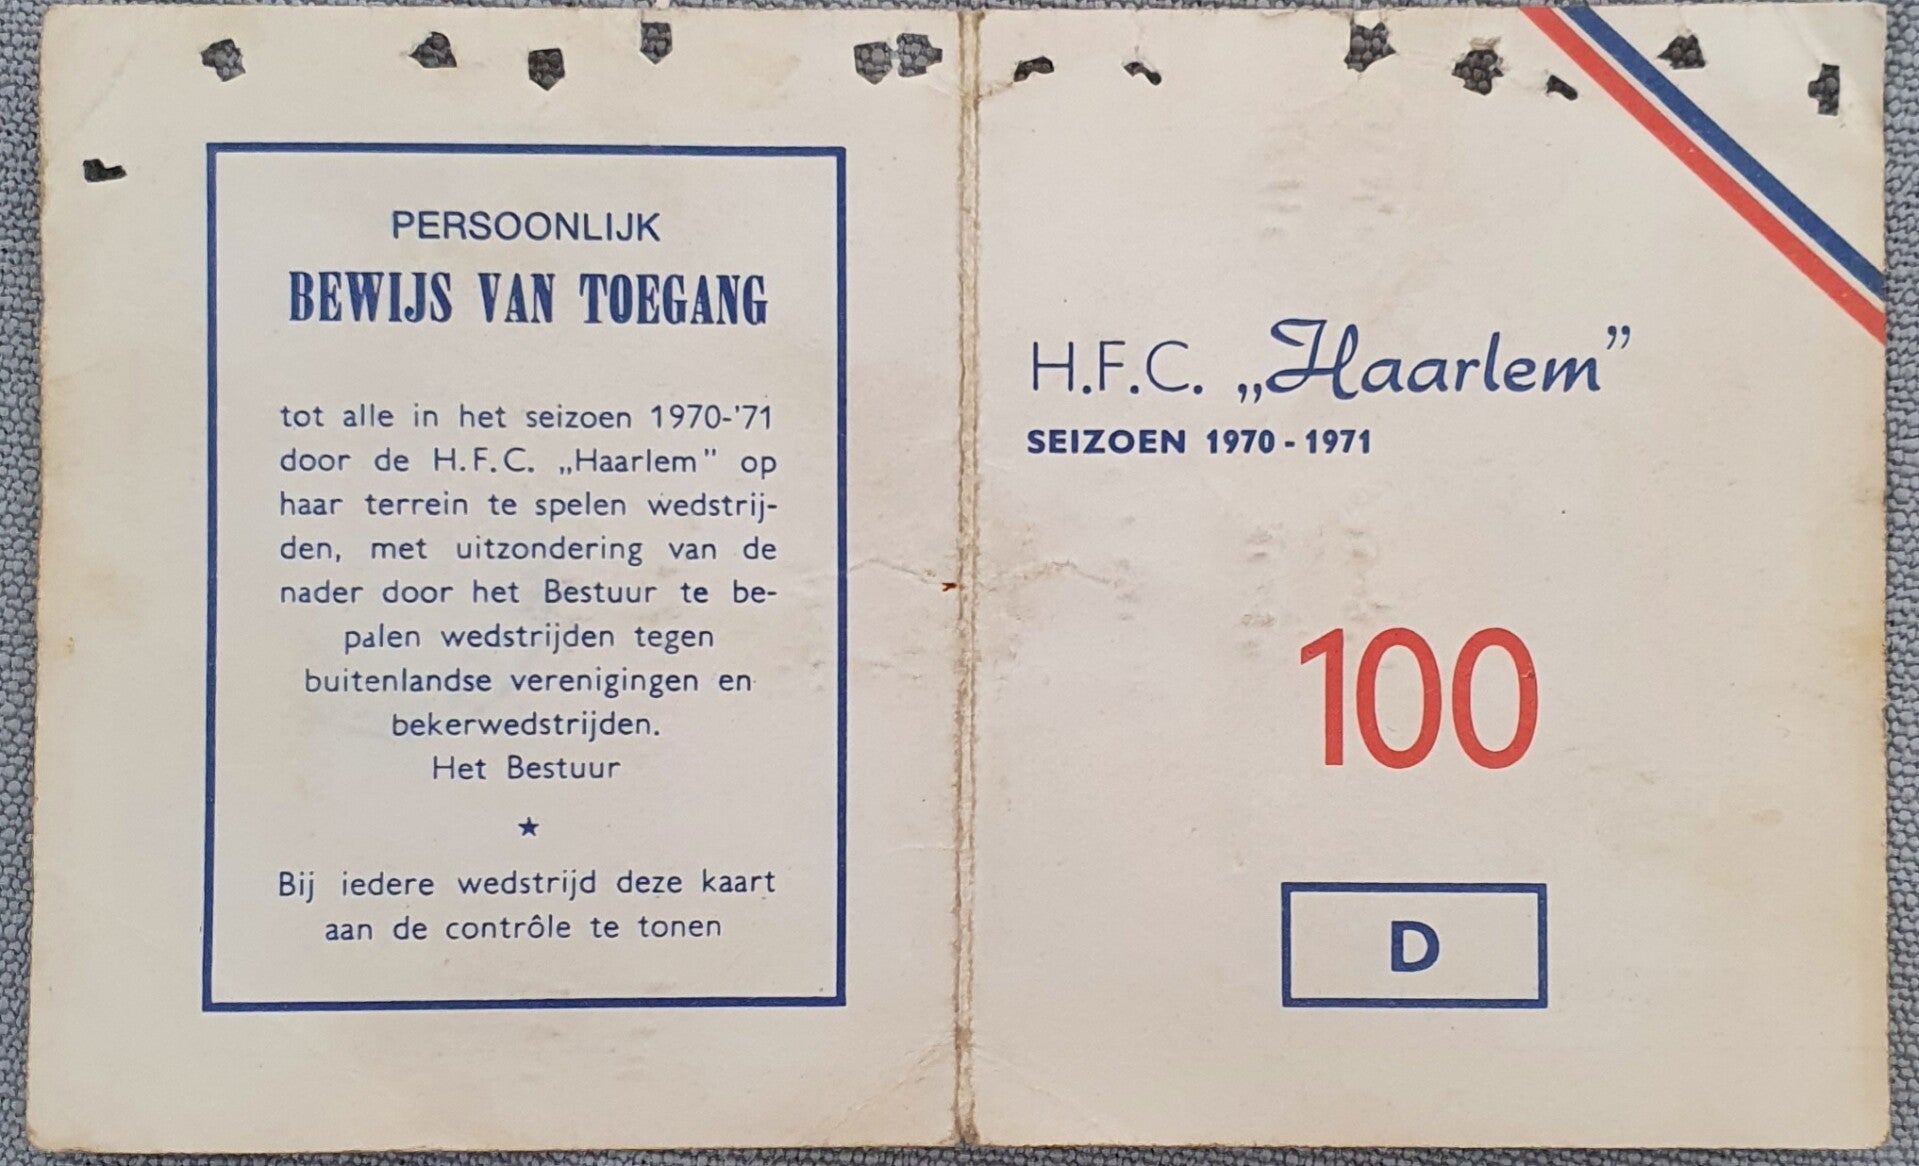 PERSOONLIJK
BEWIJS VAN TOEGANG
tot alle in het seizoen 1970-'71
door de H.F.C. „Haarlem" op
haar terrein te spelen wedstrij-
den, met uitzondering van de
nader door het Bestuur te be-
palen wedstrijden tegen
buitenlandse verenigingen en
bekerwedstrijden.
Het Bestuur
★
Bij iedere wedstrijd deze kaart
aan de contrôle te tonen
H.F.C. „Haarlem”
SEIZOEN 1970 - 1971
100
D